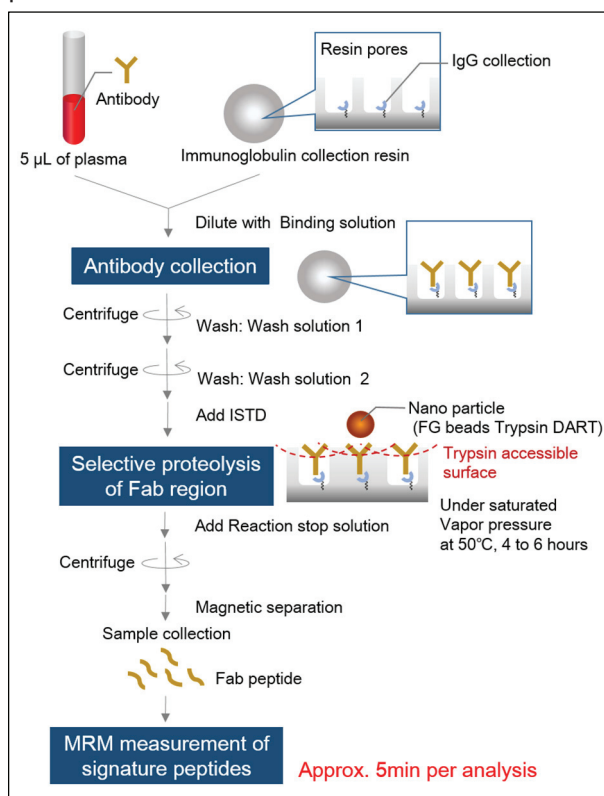 Resin pores
IgG collection
Antibody
5 µL of plasma
Immunoglobulin collection resin
Dilute with Binding solution
Antibody collection
Centrifuge
Wash: Wash solution 1
Centrifuge
Wash: Wash solution 2
Add ISTD
Nano particle
(FG beads Trypsin DART)
Trypsin accessible
surface
Selective proteolysis
of Fab region
Under saturated
Vapor pressure
at 50℃, 4 to 6 hours
Add Reaction stop solution
Centrifuge
Magnetic separation
Sample collection
Fab peptide
MRM measurement of
signature peptides
Approx. 5min per analysis